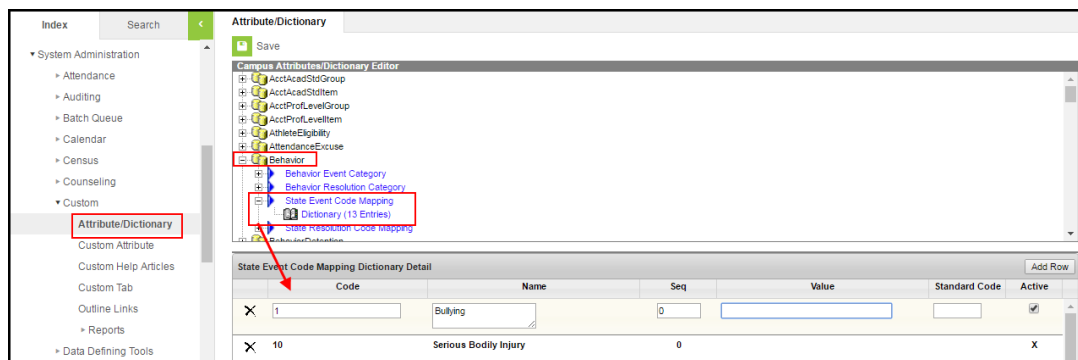 Index
Search
<
System Administration
Attendance
Auditing
Batch Queue
Calendar
Census
Counseling
Custom
Attribute/Dictionary
Custom Attribute
Custom Help Articles
Custom Tab
Outline Links
Reports
Data Defining Tools
Attribute/Dictionary
Save
Campus Attributes/Dictionary Editor
AcctAcadStdGroup
AcctAcadStdItem
AcctProfLevelGroup
AcctProfLevelItem
AthleteEligibility
AttendanceExcuse
Behavior
Behavior Event Category
Behavior Resolution Category
State Event Code Mapping
Dictionary (13 Entries)
State Resolution Code Mapping
BehaviorDetention
State Event Code Mapping Dictionary Detail
Add Row
Code Name Seq Value Standard Code Active
X 1 Bullying 0
X 10 Serious Bodily Injury 0 X